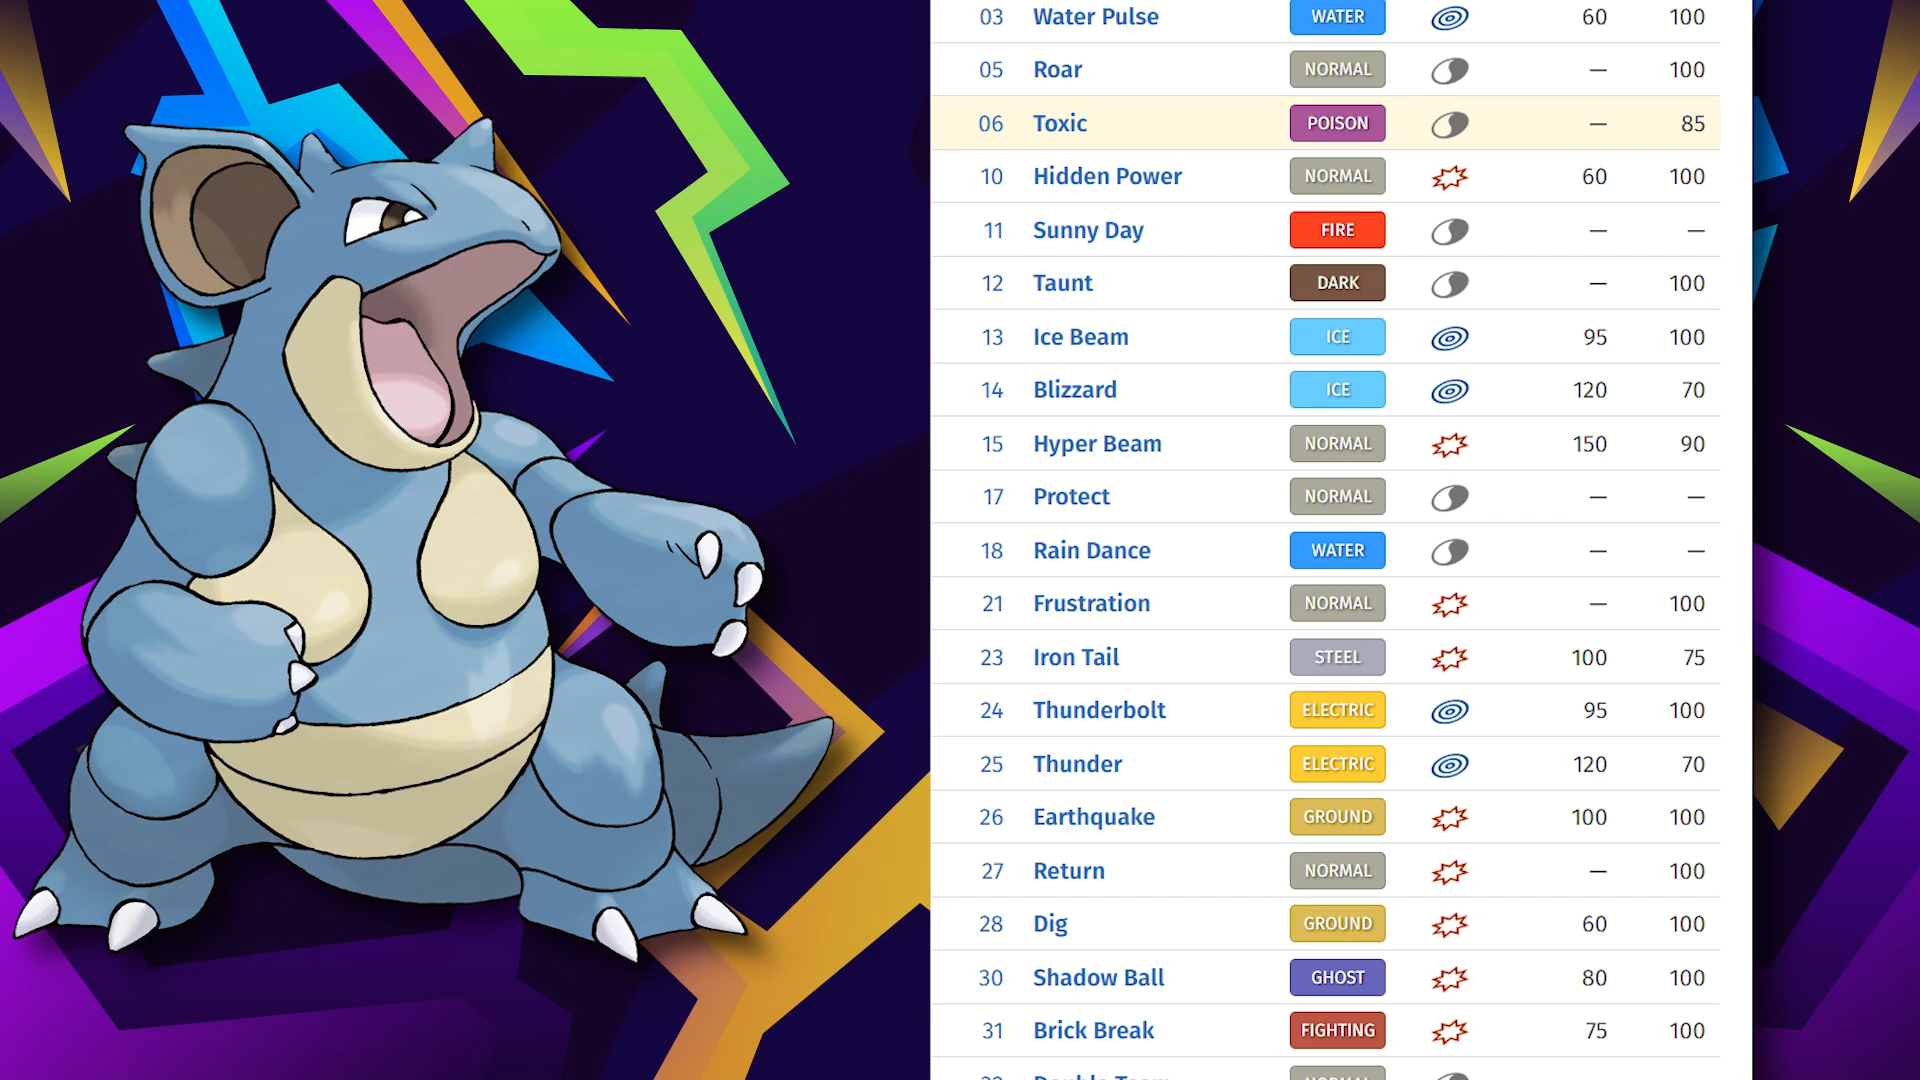 03 Water Pulse WATER 60 100
05 Roar NORMAL — 100
06 Toxic POISON — 85
10 Hidden Power NORMAL 60 100
11 Sunny Day FIRE — —
12 Taunt DARK — 100
13 Ice Beam ICE 95 100
14 Blizzard ICE 120 70
15 Hyper Beam NORMAL 150 90
17 Protect NORMAL — —
18 Rain Dance WATER — —
21 Frustration NORMAL — 100
23 Iron Tail STEEL 100 75
24 Thunderbolt ELECTRIC 95 100
25 Thunder ELECTRIC 120 70
26 Earthquake GROUND 100 100
27 Return NORMAL — 100
28 Dig GROUND 60 100
30 Shadow Ball GHOST 80 100
31 Brick Break FIGHTING 75 100